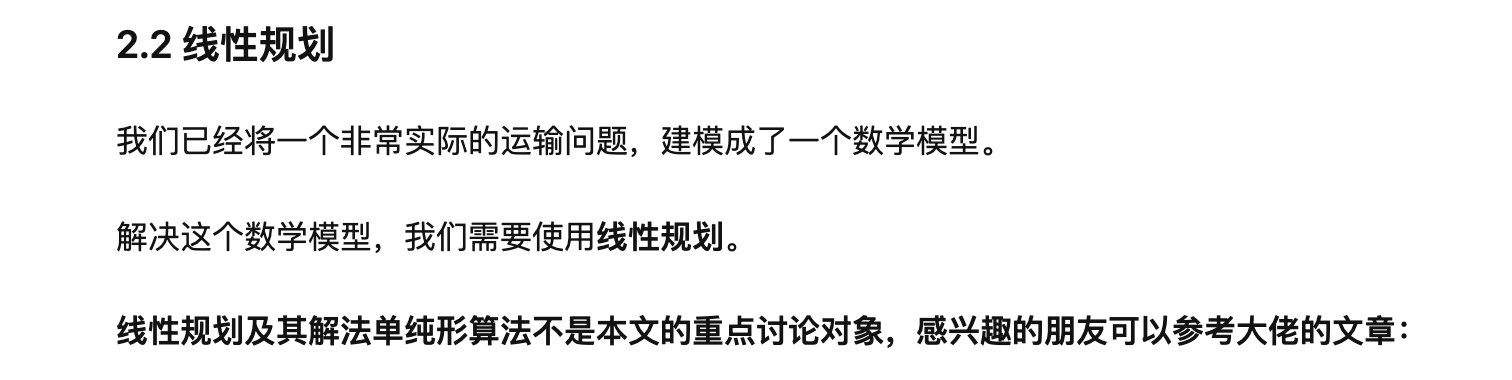 2.2 线性规划
我们已经将一个非常实际的运输问题，建模成了一个数学模型。
解决这个数学模型，我们需要使用线性规划。
线性规划及其解法单纯形算法不是本文的重点讨论对象，感兴趣的朋友可以参考大佬的文章：